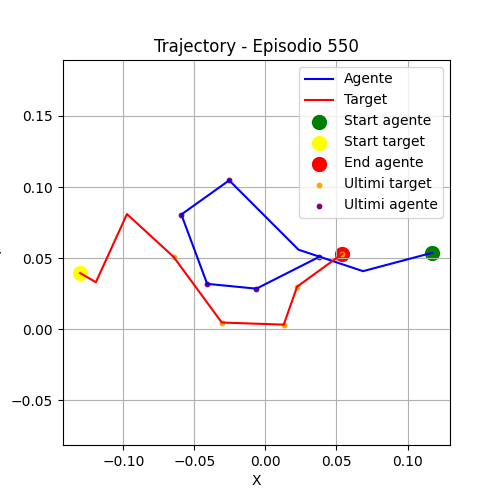 Trajectory - Episodio 550
Agente
Target
Start agente
Start target
End agente
Ultimi target
Ultimi agente
0.15
0.10
0.05
0.00
−0.05
−0.10
−0.05
0.00
0.05
0.10
X